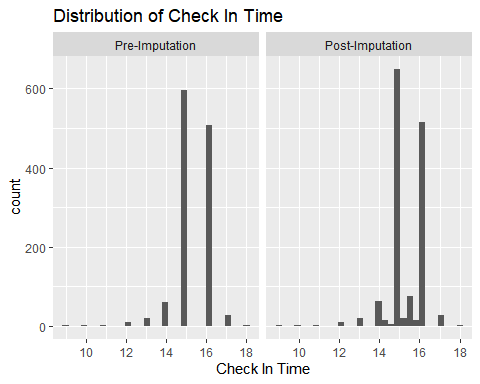 Distribution of Check In Time
Pre-Imputation Post-Imputation
600
400
200
0
count
10 12 14 16 18 10 12 14 16 18
Check In Time